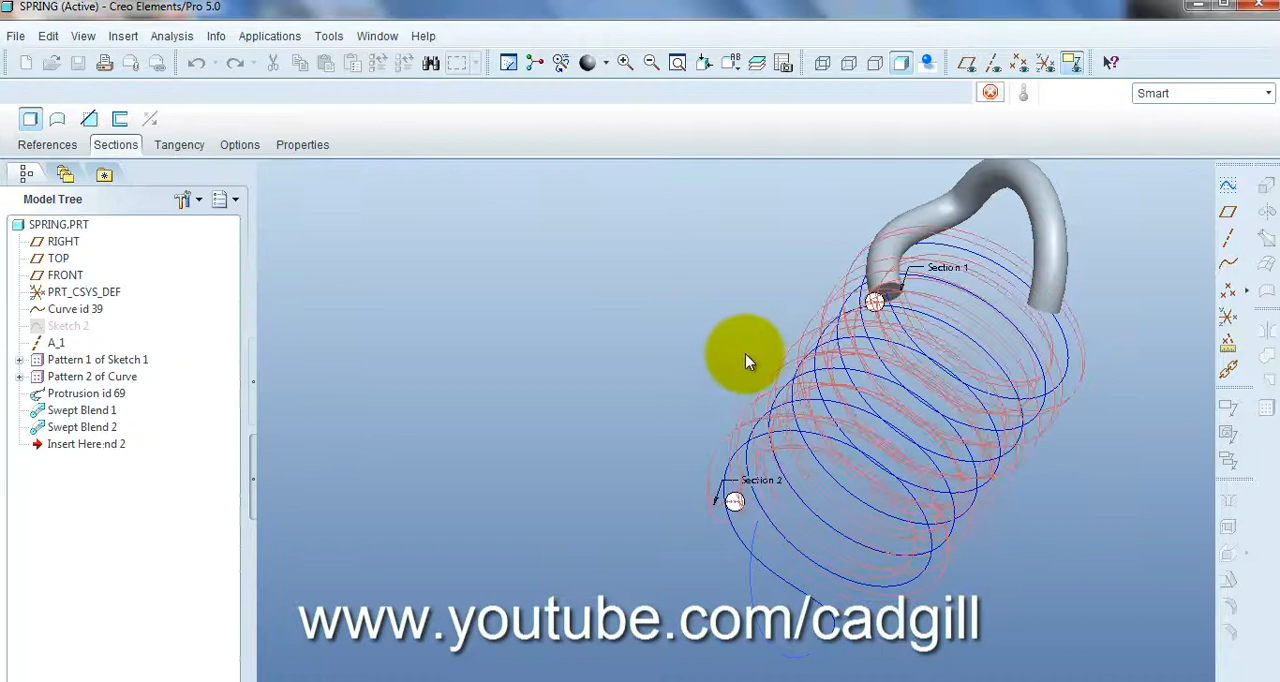 SPRING (Active) - Creo Elements/Pro 5.0
File Edit View Insert Analysis Info Applications Tools Window Help
Smart
References Sections Tangency Options Properties
Model Tree
SPRING.PRT
RIGHT
TOP
FRONT
PRT_CSYS_DEF
Curve id 39
Sketch 2
A_1
Pattern 1 of Sketch 1
Pattern 2 of Curve
Protrusion id 69
Swept Blend 1
Swept Blend 2
Insert Here nd 2
Section 1
Section 2
www.youtube.com/cadgill